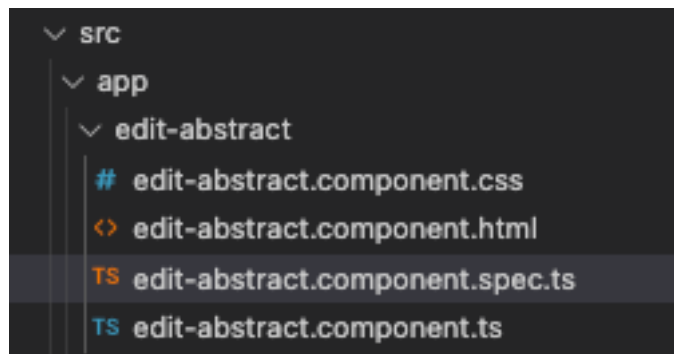 src
app
edit-abstract
# edit-abstract.component.css
<> edit-abstract.component.html
TS edit-abstract.component.spec.ts
TS edit-abstract.component.ts